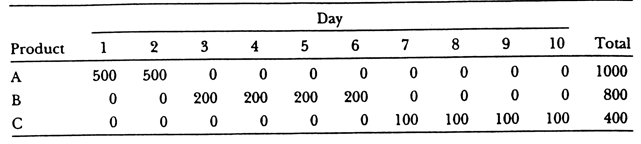 Day
Product 1 2 3 4 5 6 7 8 9 10 Total
A 500 500 0 0 0 0 0 0 0 0 1000
B 0 0 200 200 200 200 0 0 0 0 800
C 0 0 0 0 0 0 100 100 100 100 400